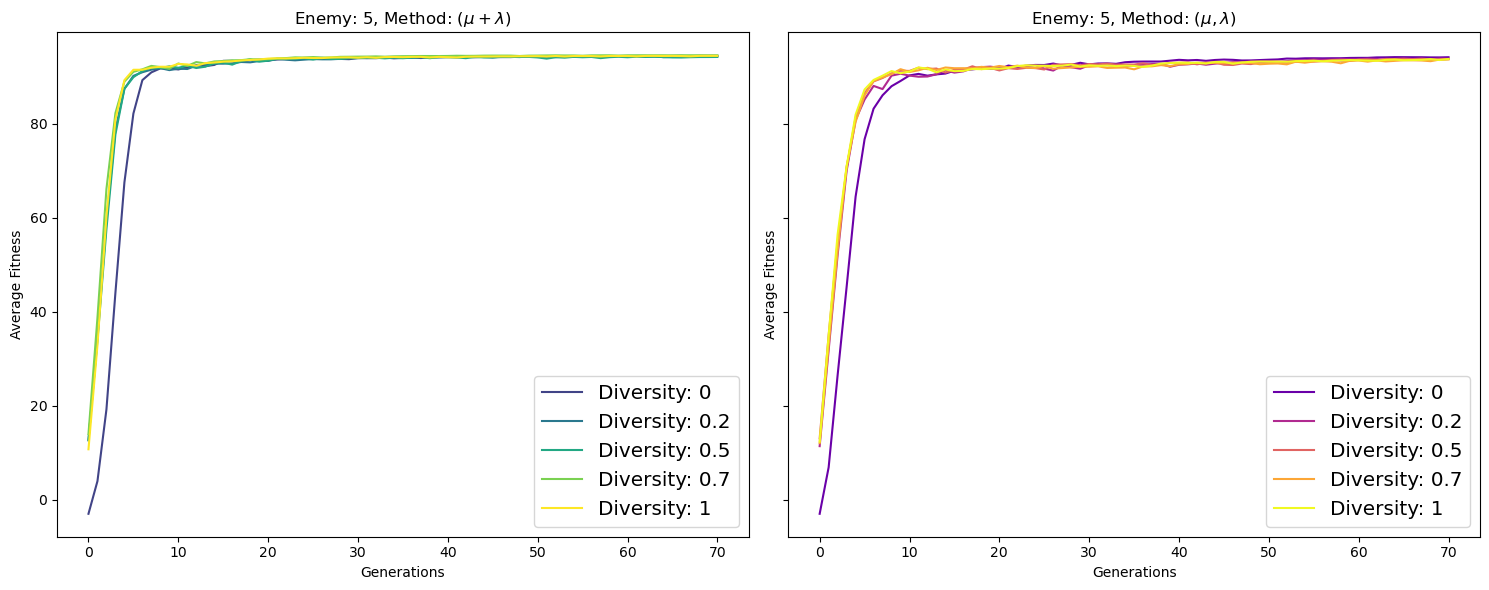 Enemy: 5, Method: (μ + λ)
Average Fitness
80
60
40
20
0
0 10 20 30 40 50 60 70
Generations
Diversity: 0
Diversity: 0.2
Diversity: 0.5
Diversity: 0.7
Diversity: 1
Enemy: 5, Method: (μ, λ)
Average Fitness
0 10 20 30 40 50 60 70
Generations
Diversity: 0
Diversity: 0.2
Diversity: 0.5
Diversity: 0.7
Diversity: 1